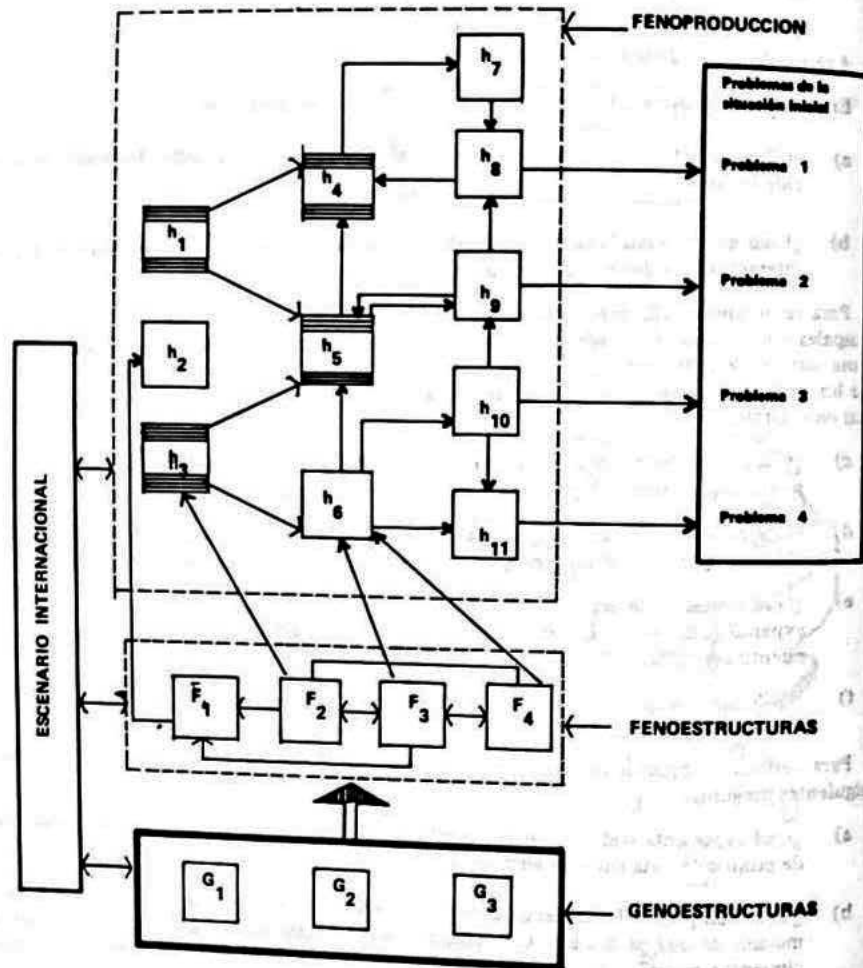 FENOPRODUCCION
h7
Problemas de la
situación inicial
h4
h8
Problema 1
h1
h5
h9
Problema 2
h2
h3
h10
Problema 3
h6
h11
Problema 4
ESCENARIO INTERNACIONAL
F1
F2
F3
F4
FENOESTRUCTURAS
G1
G2
G3
GENOESTRUCTURAS
a)
b)
c)
d)
e)
f)
Para
a)
b)